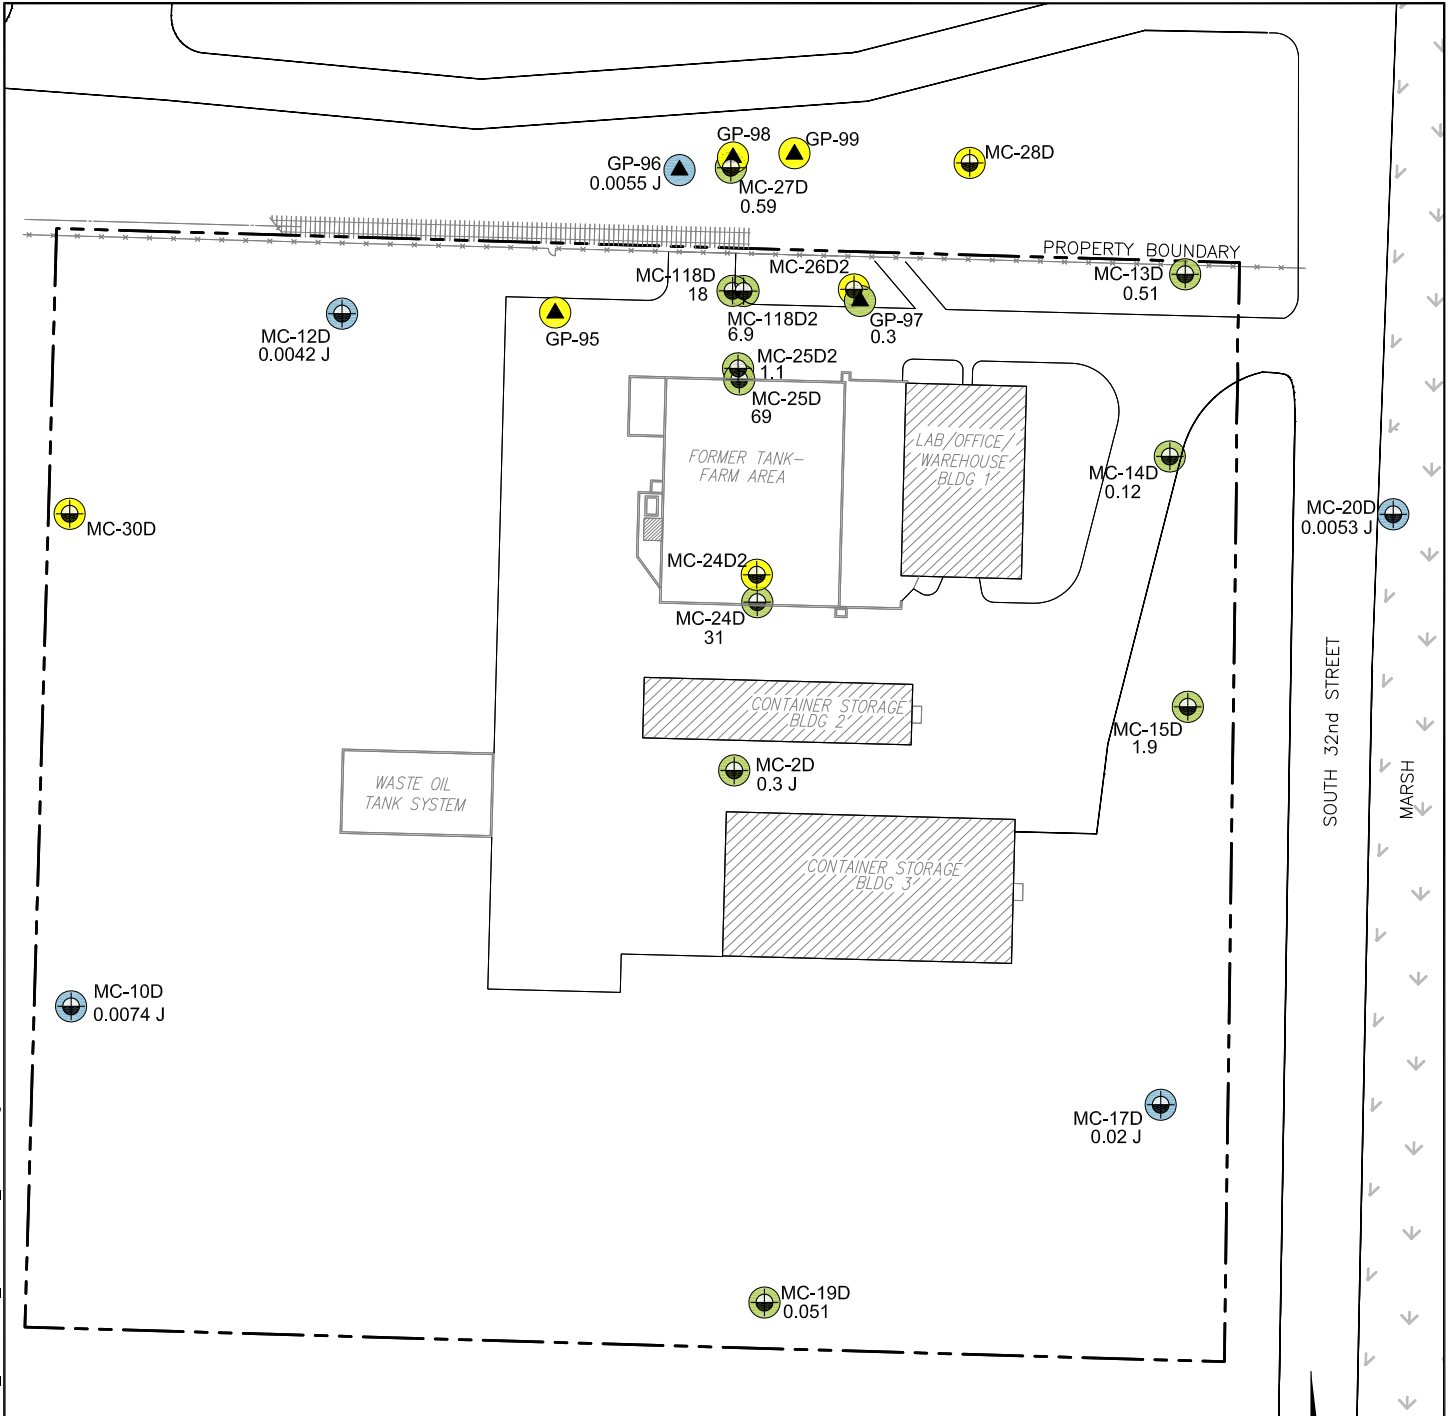 GP-98
GP-99
GP-96
0.0055 J
MC-28D
MC-27D
0.59
PROPERTY BOUNDARY
MC-118D
18
MC-26D2
MC-13D
0.51
MC-12D
0.0042 J
GP-95
MC-118D2
6.9
GP-97
0.3
MC-25D2
1.1
MC-25D
69
FORMER TANK-
FARM AREA
LAB/OFFICE/
WAREHOUSE
BLDG 1
MC-14D
0.12
MC-30D
MC-20D
0.0053 J
MC-24D2
MC-24D
31
CONTAINER STORAGE
BLDG 2
MC-15D
1.9
SOUTH 32nd STREET
MARSH
WASTE OIL
TANK SYSTEM
MC-2D
0.3 J
CONTAINER STORAGE
BLDG 3
MC-10D
0.0074 J
MC-17D
0.02 J
MC-19D
0.051